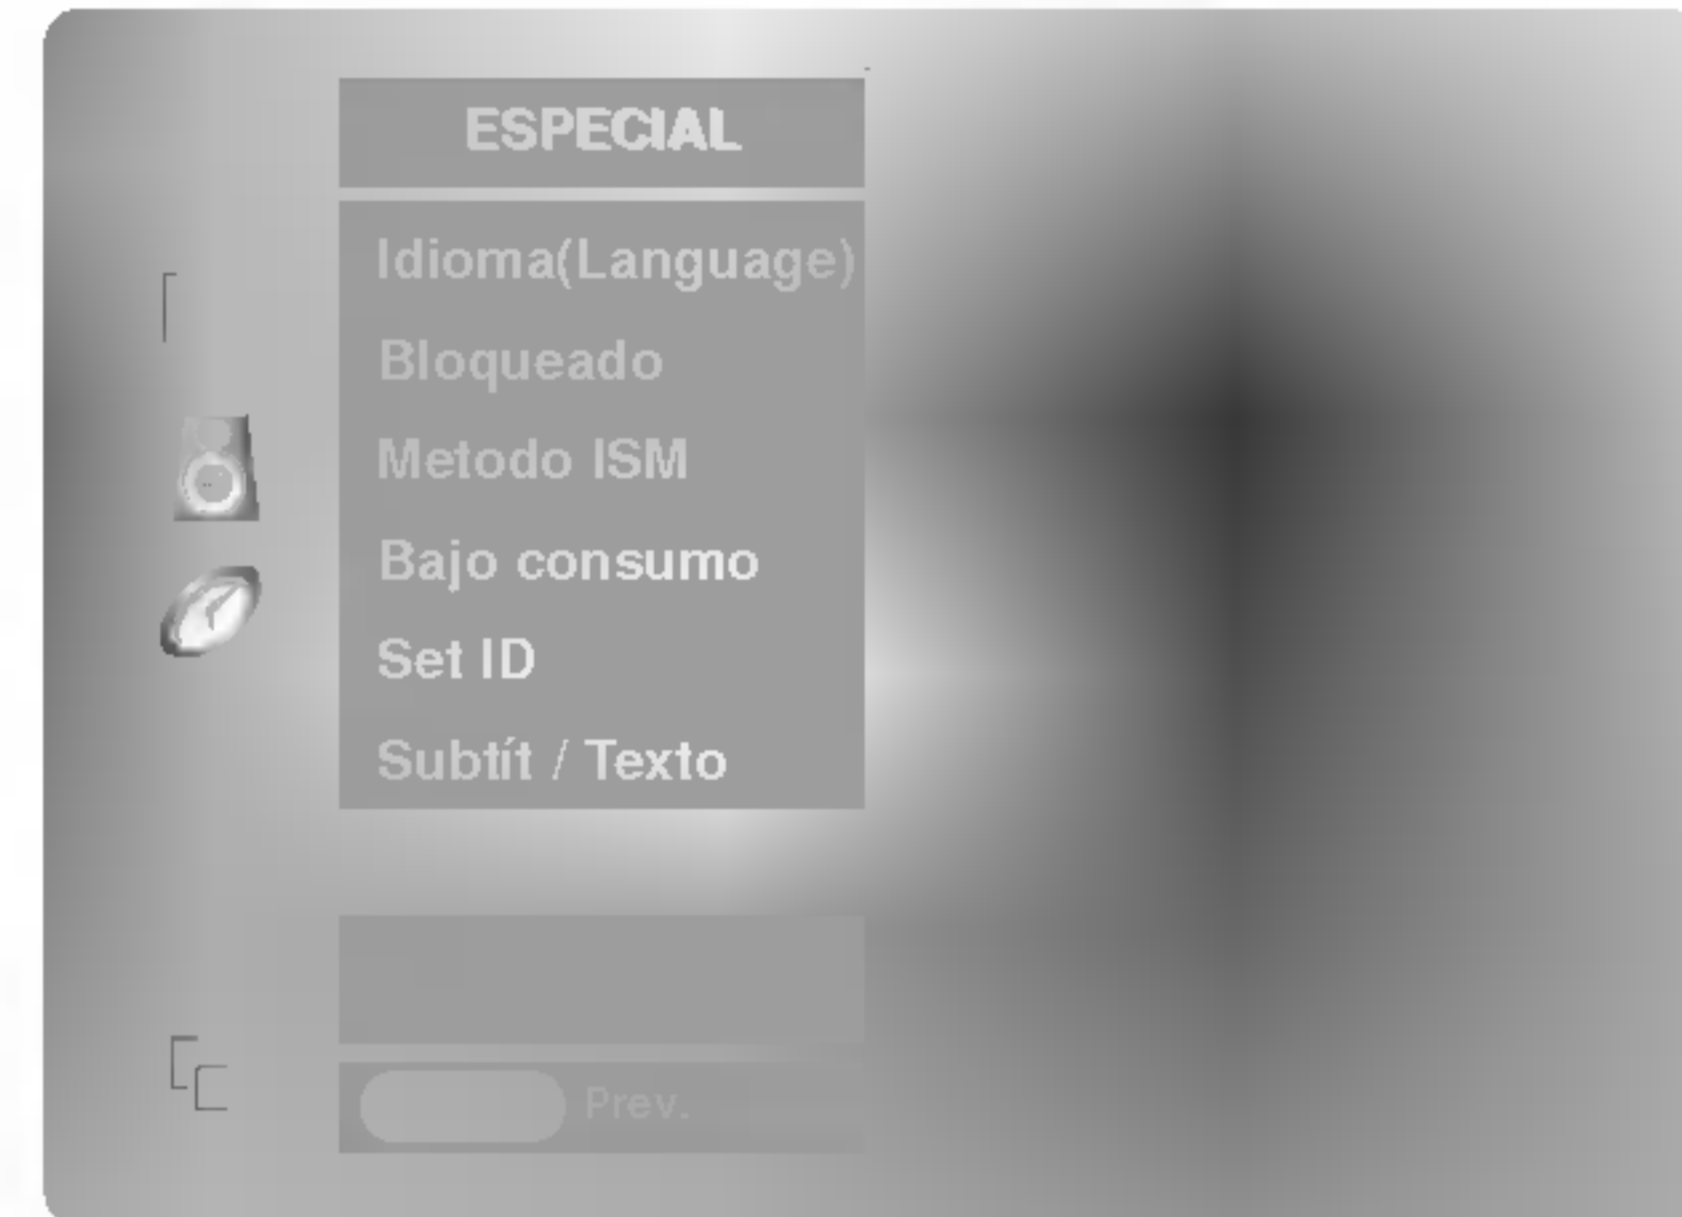 ESPECIAL
Idioma(Language)
Bloqueado
Metodo ISM
Bajo consumo
Set ID
Subtít / Texto
Prev.